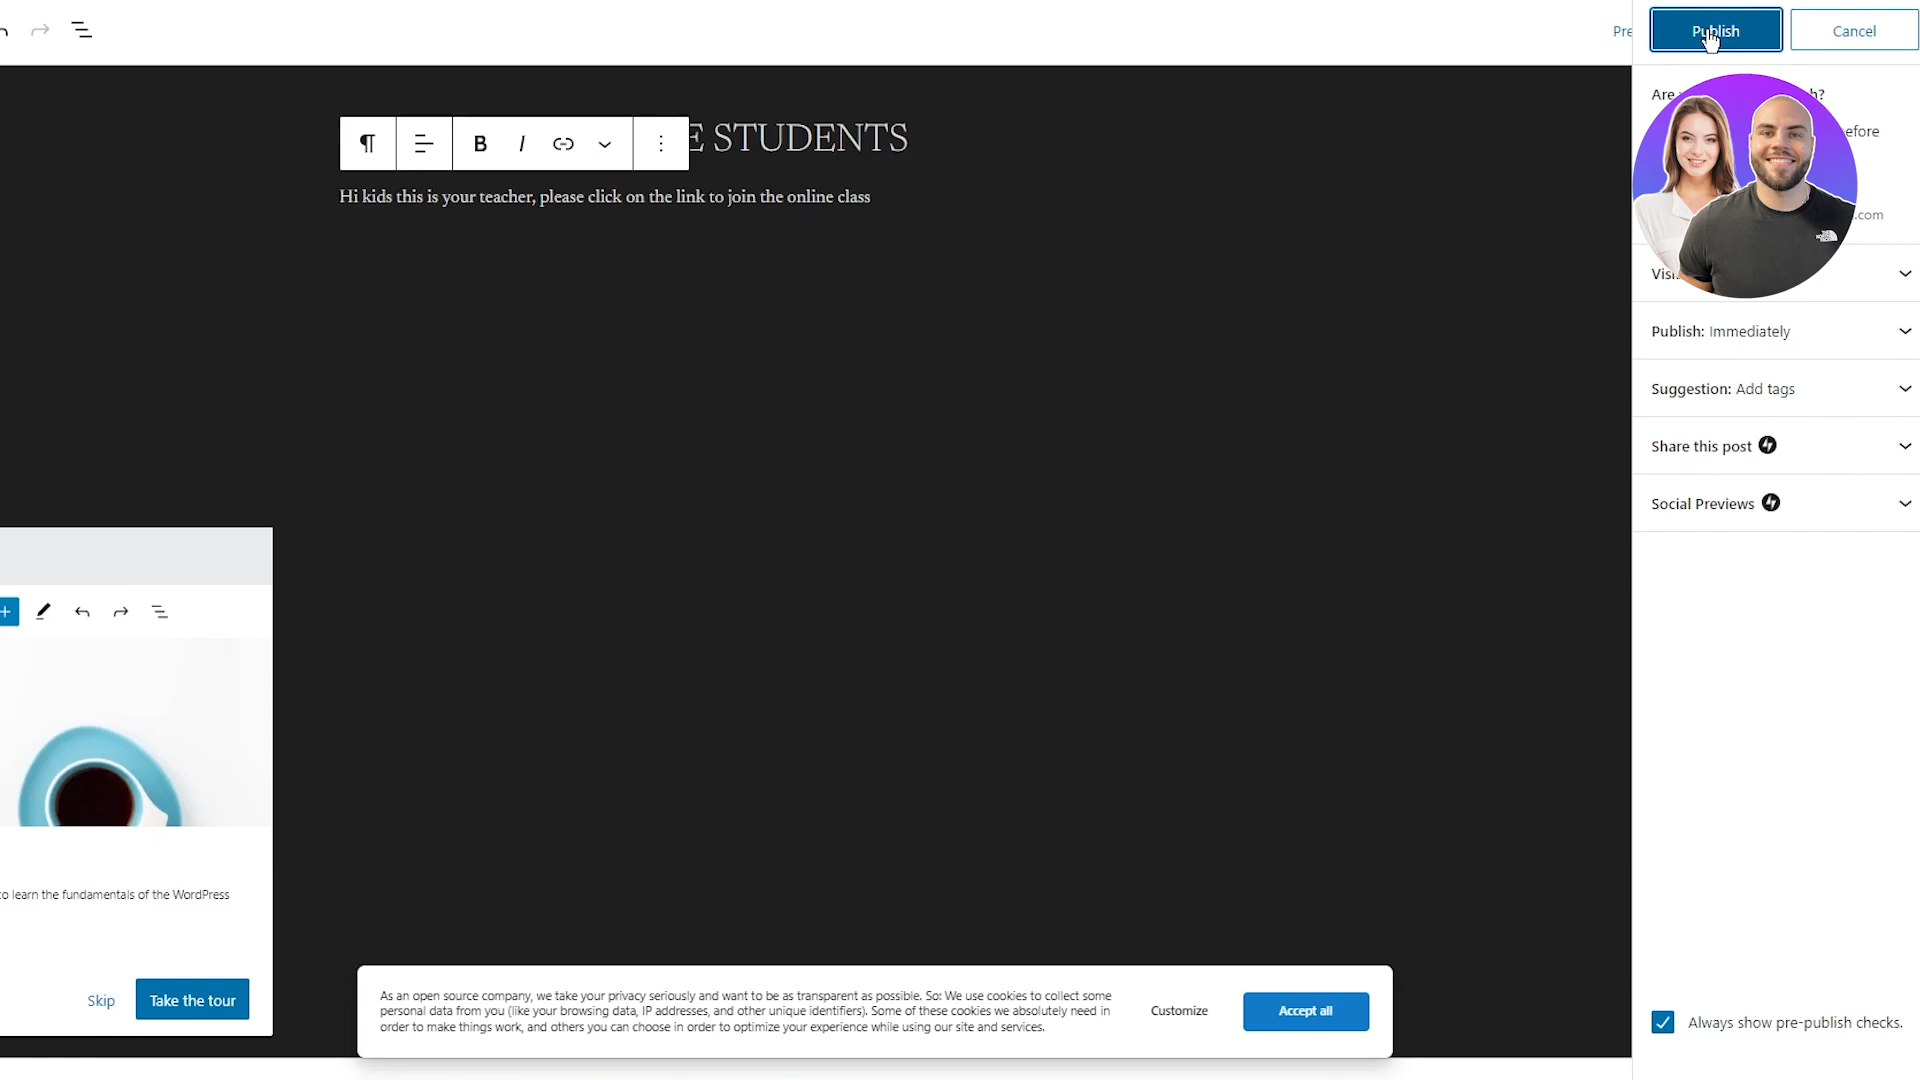 Pre
Publish
Cancel
Are
h?
efore
.com
E STUDENTS
B I
Hi kids this is your teacher, please click on the link to join the online class
THE NORTH FACE
Publish: Immediately
Suggestion: Add tags
Share this post
Social Previews
to learn the fundamentals of the WordPress
Skip
Take the tour
As an open source company, we take your privacy seriously and want to be as transparent as possible. So: We use cookies to collect some
personal data from you (like your browsing data, IP addresses, and other unique identifiers). Some of these cookies we absolutely need in
order to make things work, and others you can choose in order to optimize your experience while using our site and services.
Customize
Accept all
Always show pre-publish checks.